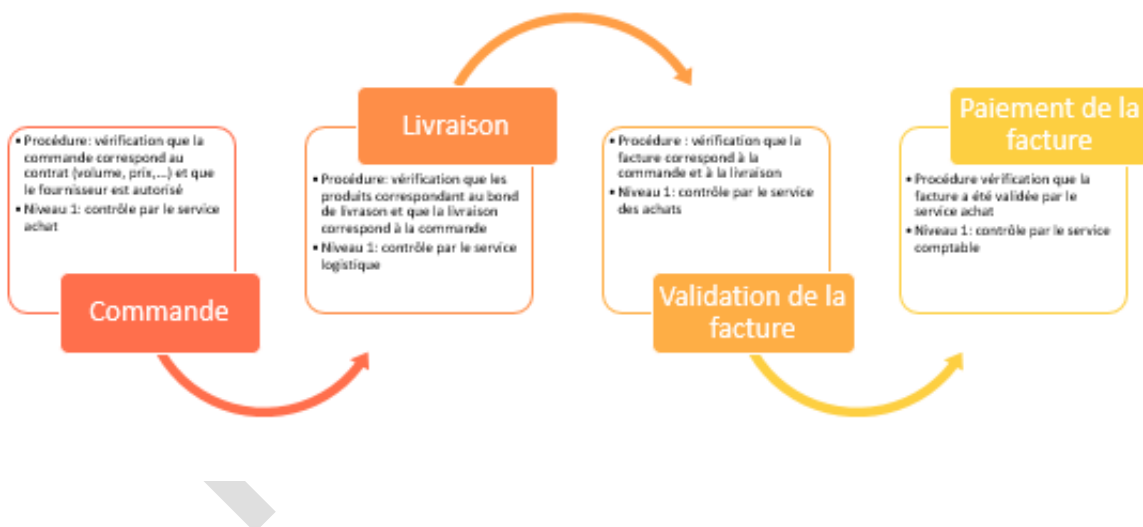 • Procédure: vérification que la
commande correspond au
contrat (volume, prix,...) et que
le fournisseur est autorisé
• Niveau 1: contrôle par le service
achat
Commande
Livraison
• Procédure: vérification que les
produits correspondant au bond
de livrason et que la livraison
correspond à la commande
• Niveau 1: contrôle par le service
logistique
• Procédure : vérification que la
facture correspond à la
commande et à la livraison
• Niveau 1: contrôle par le service
des achats
Validation de la
facture
Paiement de la
facture
• Procédure vérification que la
facture a été validée par le
service achat
• Niveau 1: contrôle par le service
comptable